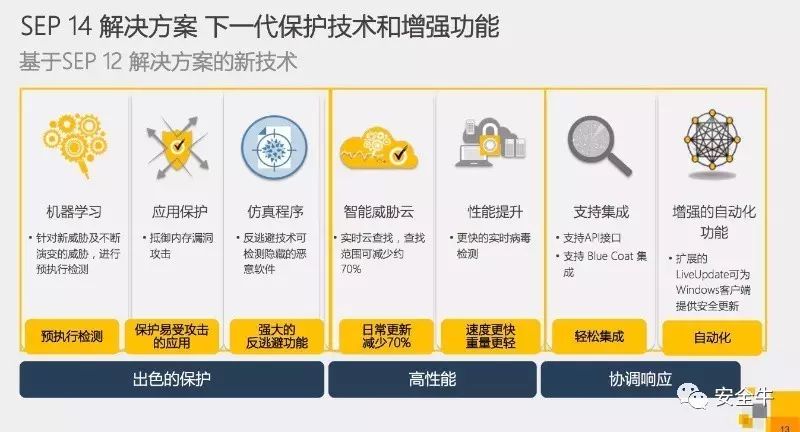 SEP 14 解决方案 下一代保护技术和增强功能
基于SEP 12 解决方案的新技术
机器学习
• 针对新威胁及不断
演变的威胁，进行
预执行检测
预执行检测
应用保护
• 抵御内存漏洞
攻击
保护易受攻击
的应用
仿真程序
• 反逃避技术可
检测隐藏的恶
意软件
强大的
反逃避功能
智能威胁云
• 实时云查找，查找
范围可减少约
70%
日常更新
减少70%
性能提升
• 更快的实时病毒
检测
速度更快
重量更轻
支持集成
• 支持API接口
• 支持 Blue Coat 集
成
轻松集成
增强的自动化
功能
• 扩展的
LiveUpdate可为
Windows客户端
提供安全更新
自动化
出色的保护
高性能
协调响应
安全牛
13